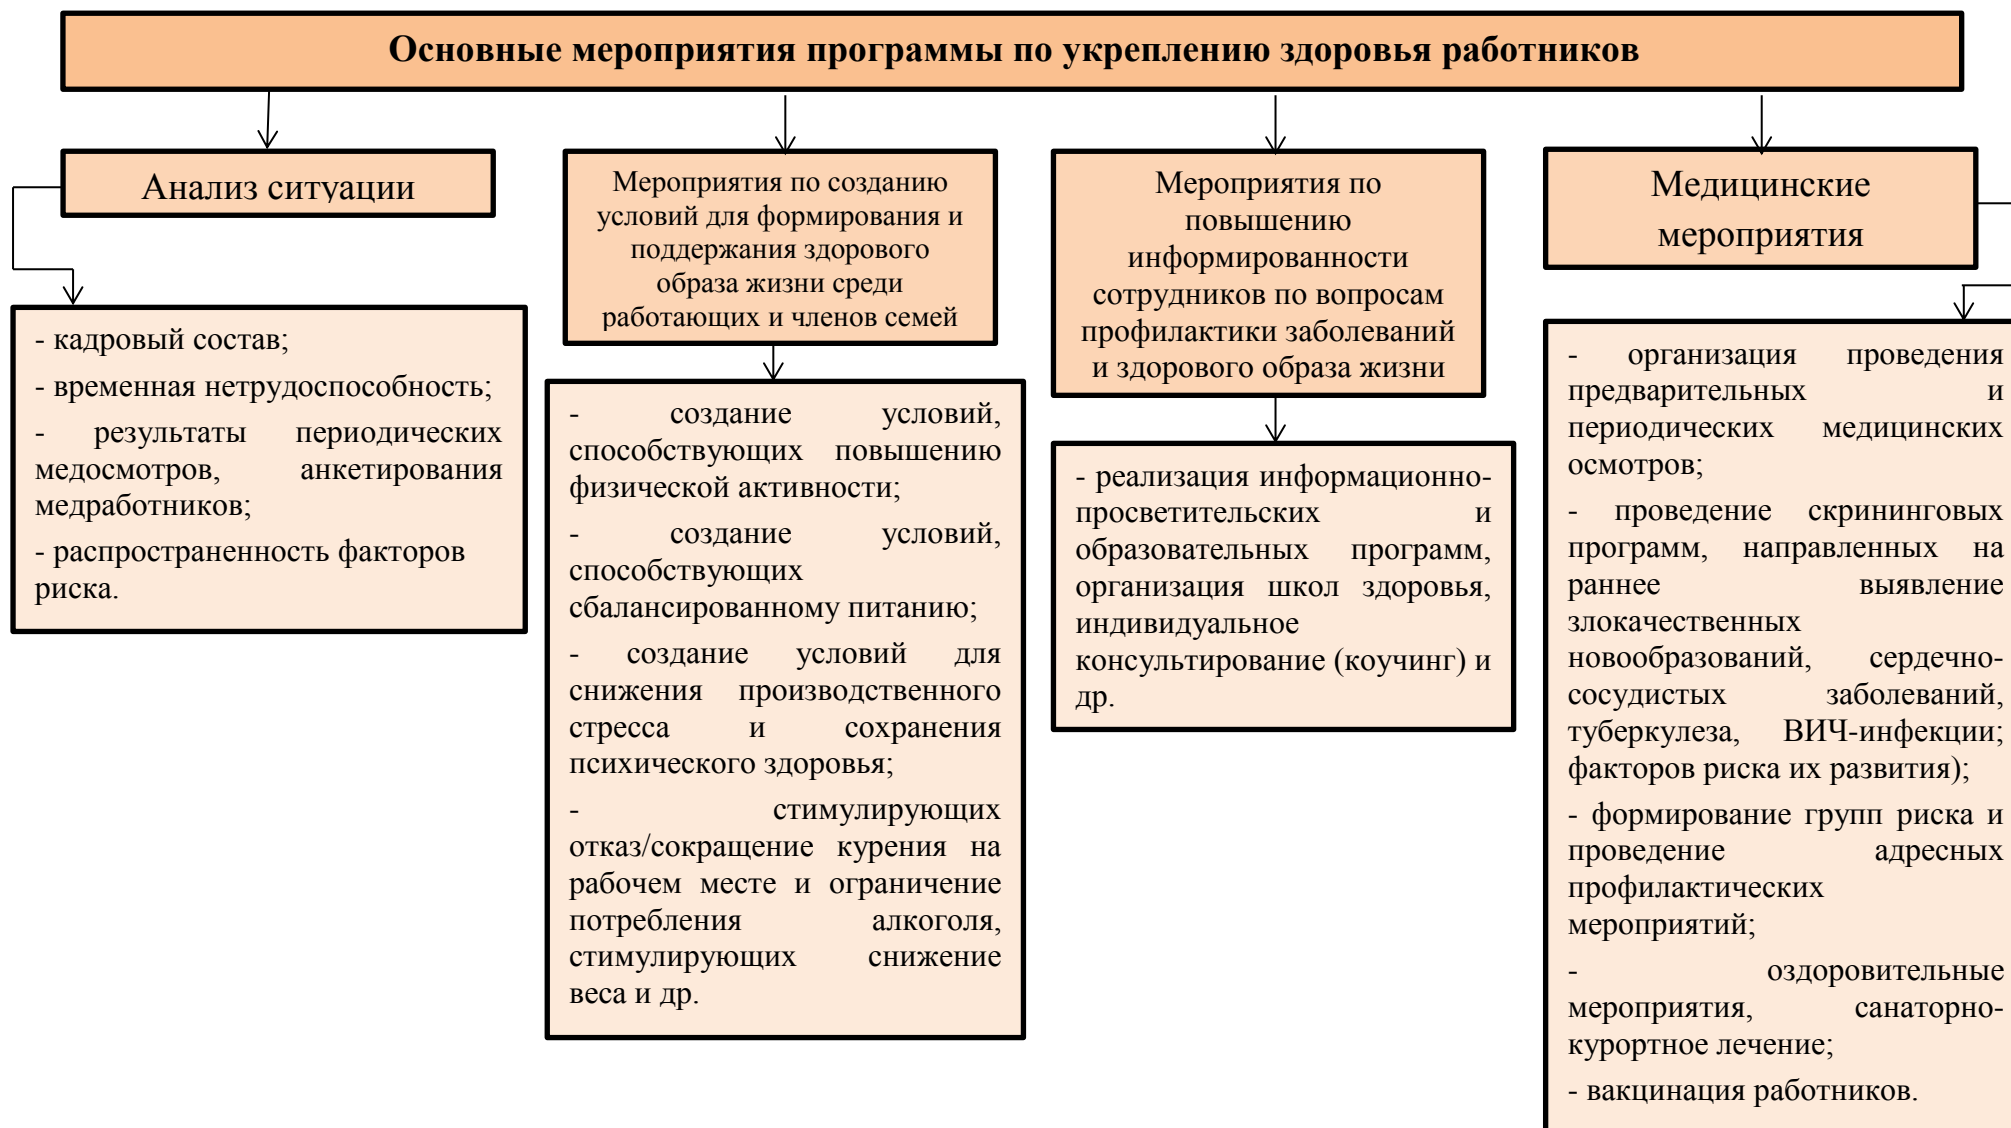 Основные мероприятия программы по укреплению здоровья работников
Анализ ситуации
- кадровый состав;
- временная нетрудоспособность;
- результаты периодических
медосмотров, анкетирования
медработников;
- распространенность факторов
риска.
Мероприятия по созданию
условий для формирования и
поддержания здорового
образа жизни среди
работающих и членов семей
- создание условий,
способствующих повышению
физической активности;
- создание условий,
способствующих
сбалансированному питанию;
- создание условий для
снижения производственного
стресса и сохранения
психического здоровья;
- стимулирующих
отказ/сокращение курения на
рабочем месте и ограничение
потребления алкоголя,
стимулирующих снижение
веса и др.
Мероприятия по
повышению
информированности
сотрудников по вопросам
профилактики заболеваний
и здорового образа жизни
- реализация информационно-
просветительских и
образовательных программ,
организация школ здоровья,
индивидуальное
консультирование (коучинг) и
др.
Медицинские
мероприятия
- организация проведения
предварительных и
периодических медицинских
осмотров;
- проведение скрининговых
программ, направленных на
раннее выявление
злокачественных
новообразований, сердечно-
сосудистых заболеваний,
туберкулеза, ВИЧ-инфекции;
факторов риска их развития);
- формирование групп риска и
проведение адресных
профилактических
мероприятий;
- оздоровительные
мероприятия, санаторно-
курортное лечение;
- вакцинация работников.